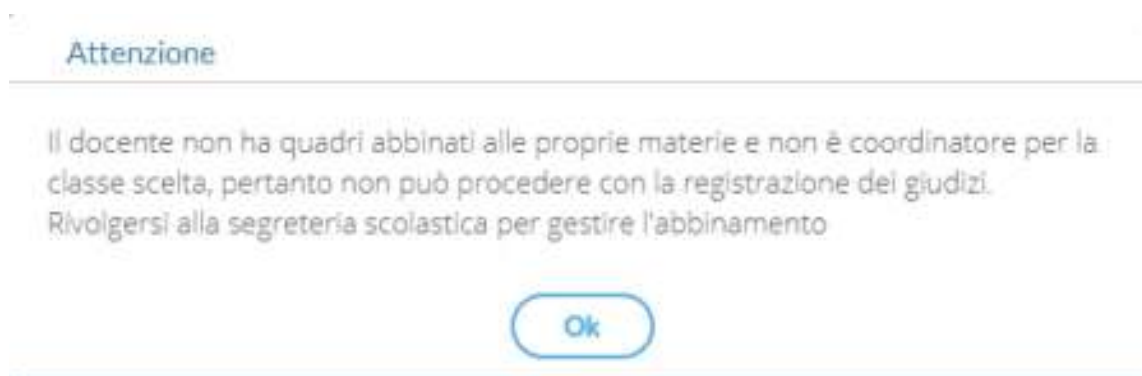 Attenzione
Il docente non ha quadri abbinati alle proprie materie e non è coordinatore per la
classe scelta, pertanto non può procedere con la registrazione dei giudizi.
Rivolgersi alla segreteria scolastica per gestire l'abbinamento
Ok